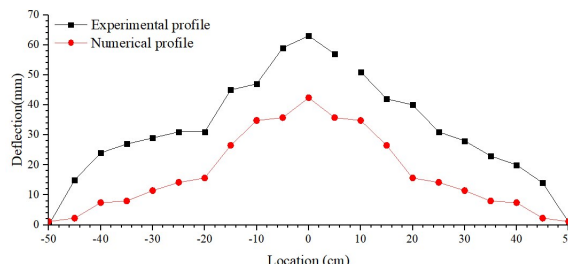 70
60
50
40
30
20
10
0
Deflection(mm)
Experimental profile
Numerical profile
-50 -40 -30 -20 -10 0 10 20 30 40
Location (cm)